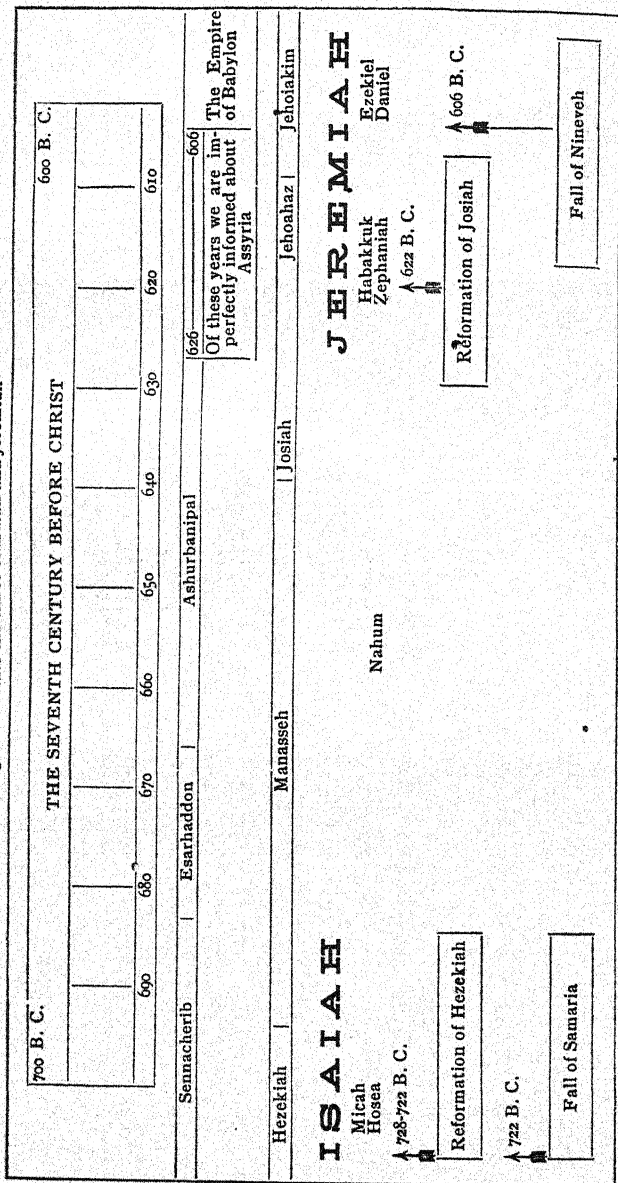 THE SEVENTH CENTURY BEFORE CHRIST
700 B. C.
600 B. C.
690
680
670
660
650
640
630
620
610
Sennacherib
Esarhaddon
Ashurbanipal
626
606
Of these years we are im-
perfectly informed about
Assyria
The Empire
of Babylon
Hezekiah
Manasseh
Josiah
Jehoahaz
Jehoiakim
ISAIAH
JEREMIAH
Micah
Hosea
Nahum
Habakkuk
Zephaniah
Ezekiel
Daniel
728-722 B. C.
622 B. C.
606 B. C.
Reformation of Hezekiah
Reformation of Josiah
722 B. C.
Fall of Samaria
Fall of Nineveh